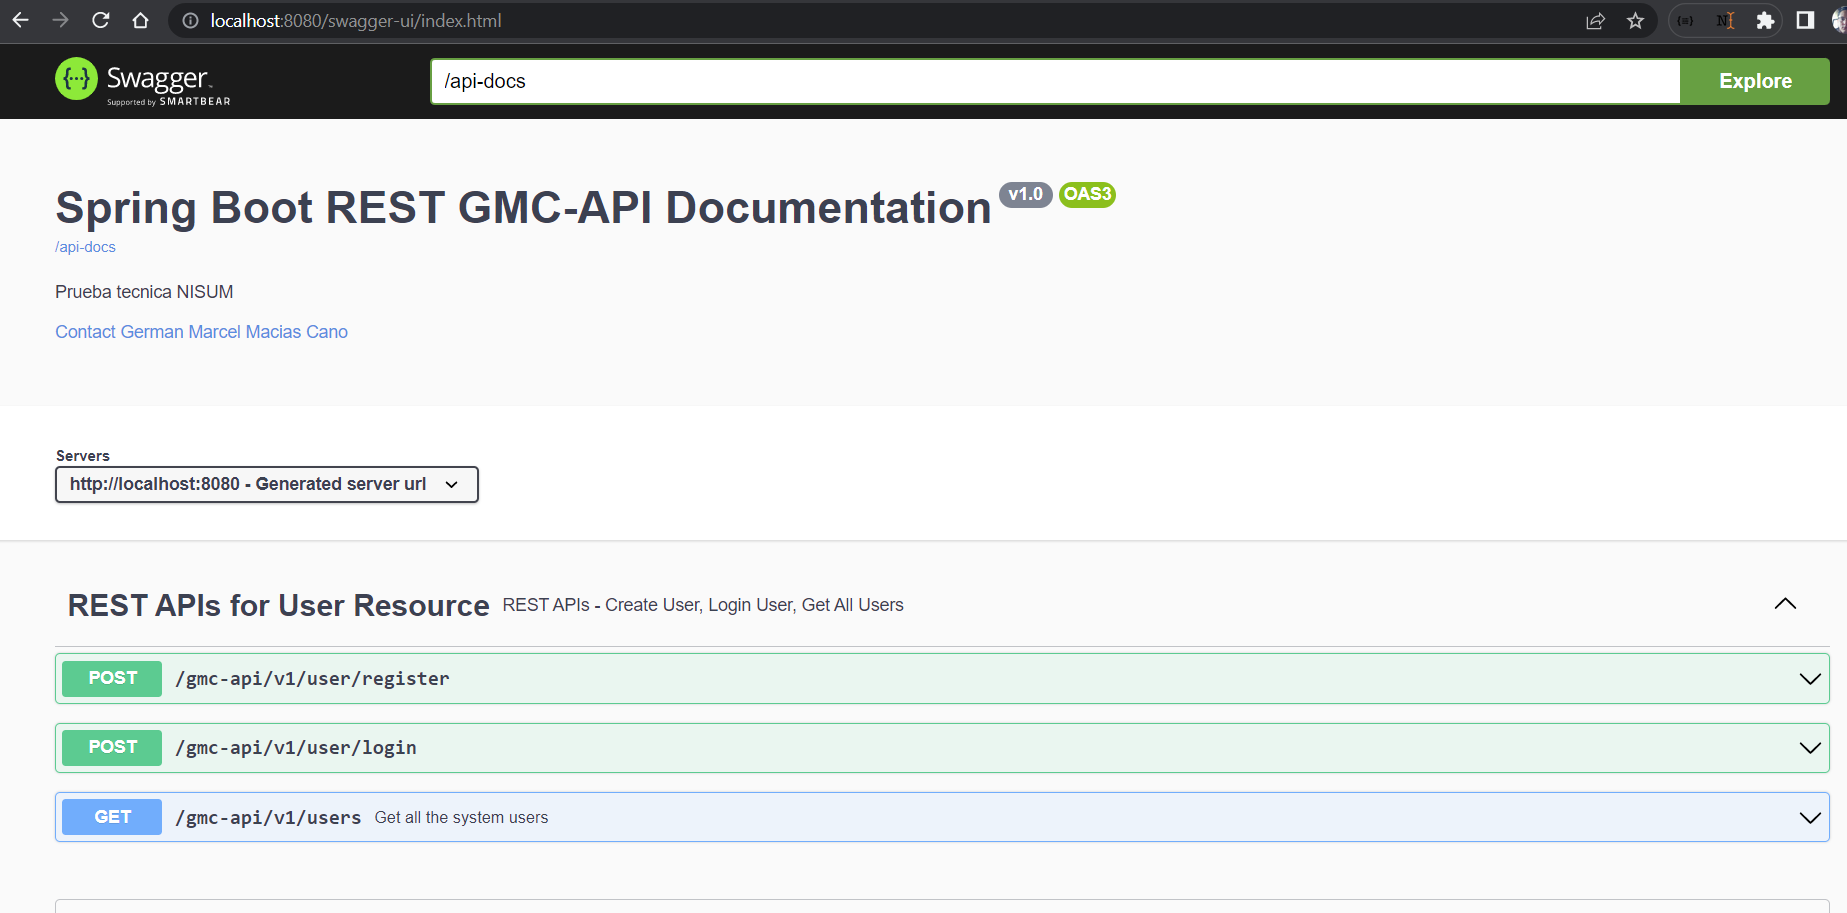 localhost:8080/swagger-ui/index.html
Swagger
Supported by SMARTBEAR
/api-docs
Explore
Spring Boot REST GMC-API Documentation v1.0 OAS3
/api-docs
Prueba tecnica NISUM
Contact German Marcel Macias Cano
Servers
http://localhost:8080 - Generated server url
REST APIs for User Resource REST APIs - Create User, Login User, Get All Users
POST /gmc-api/v1/user/register
POST /gmc-api/v1/user/login
GET /gmc-api/v1/users Get all the system users